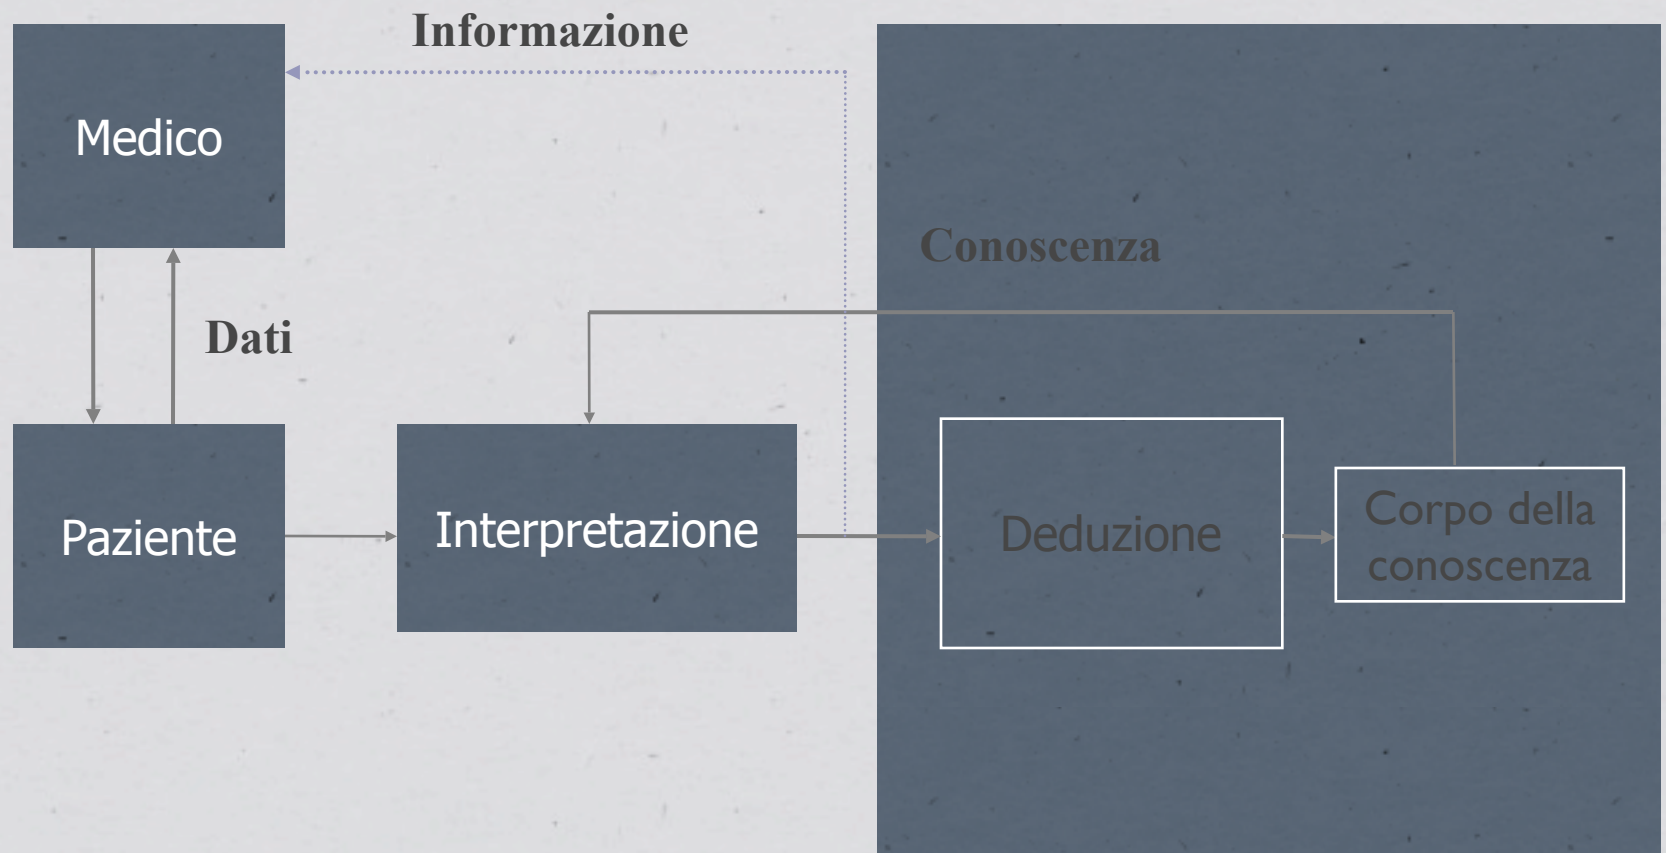 Informazione
Medico
Conoscenza
Dati
Paziente
Interpretazione
Deduzione
Corpo della
conoscenza